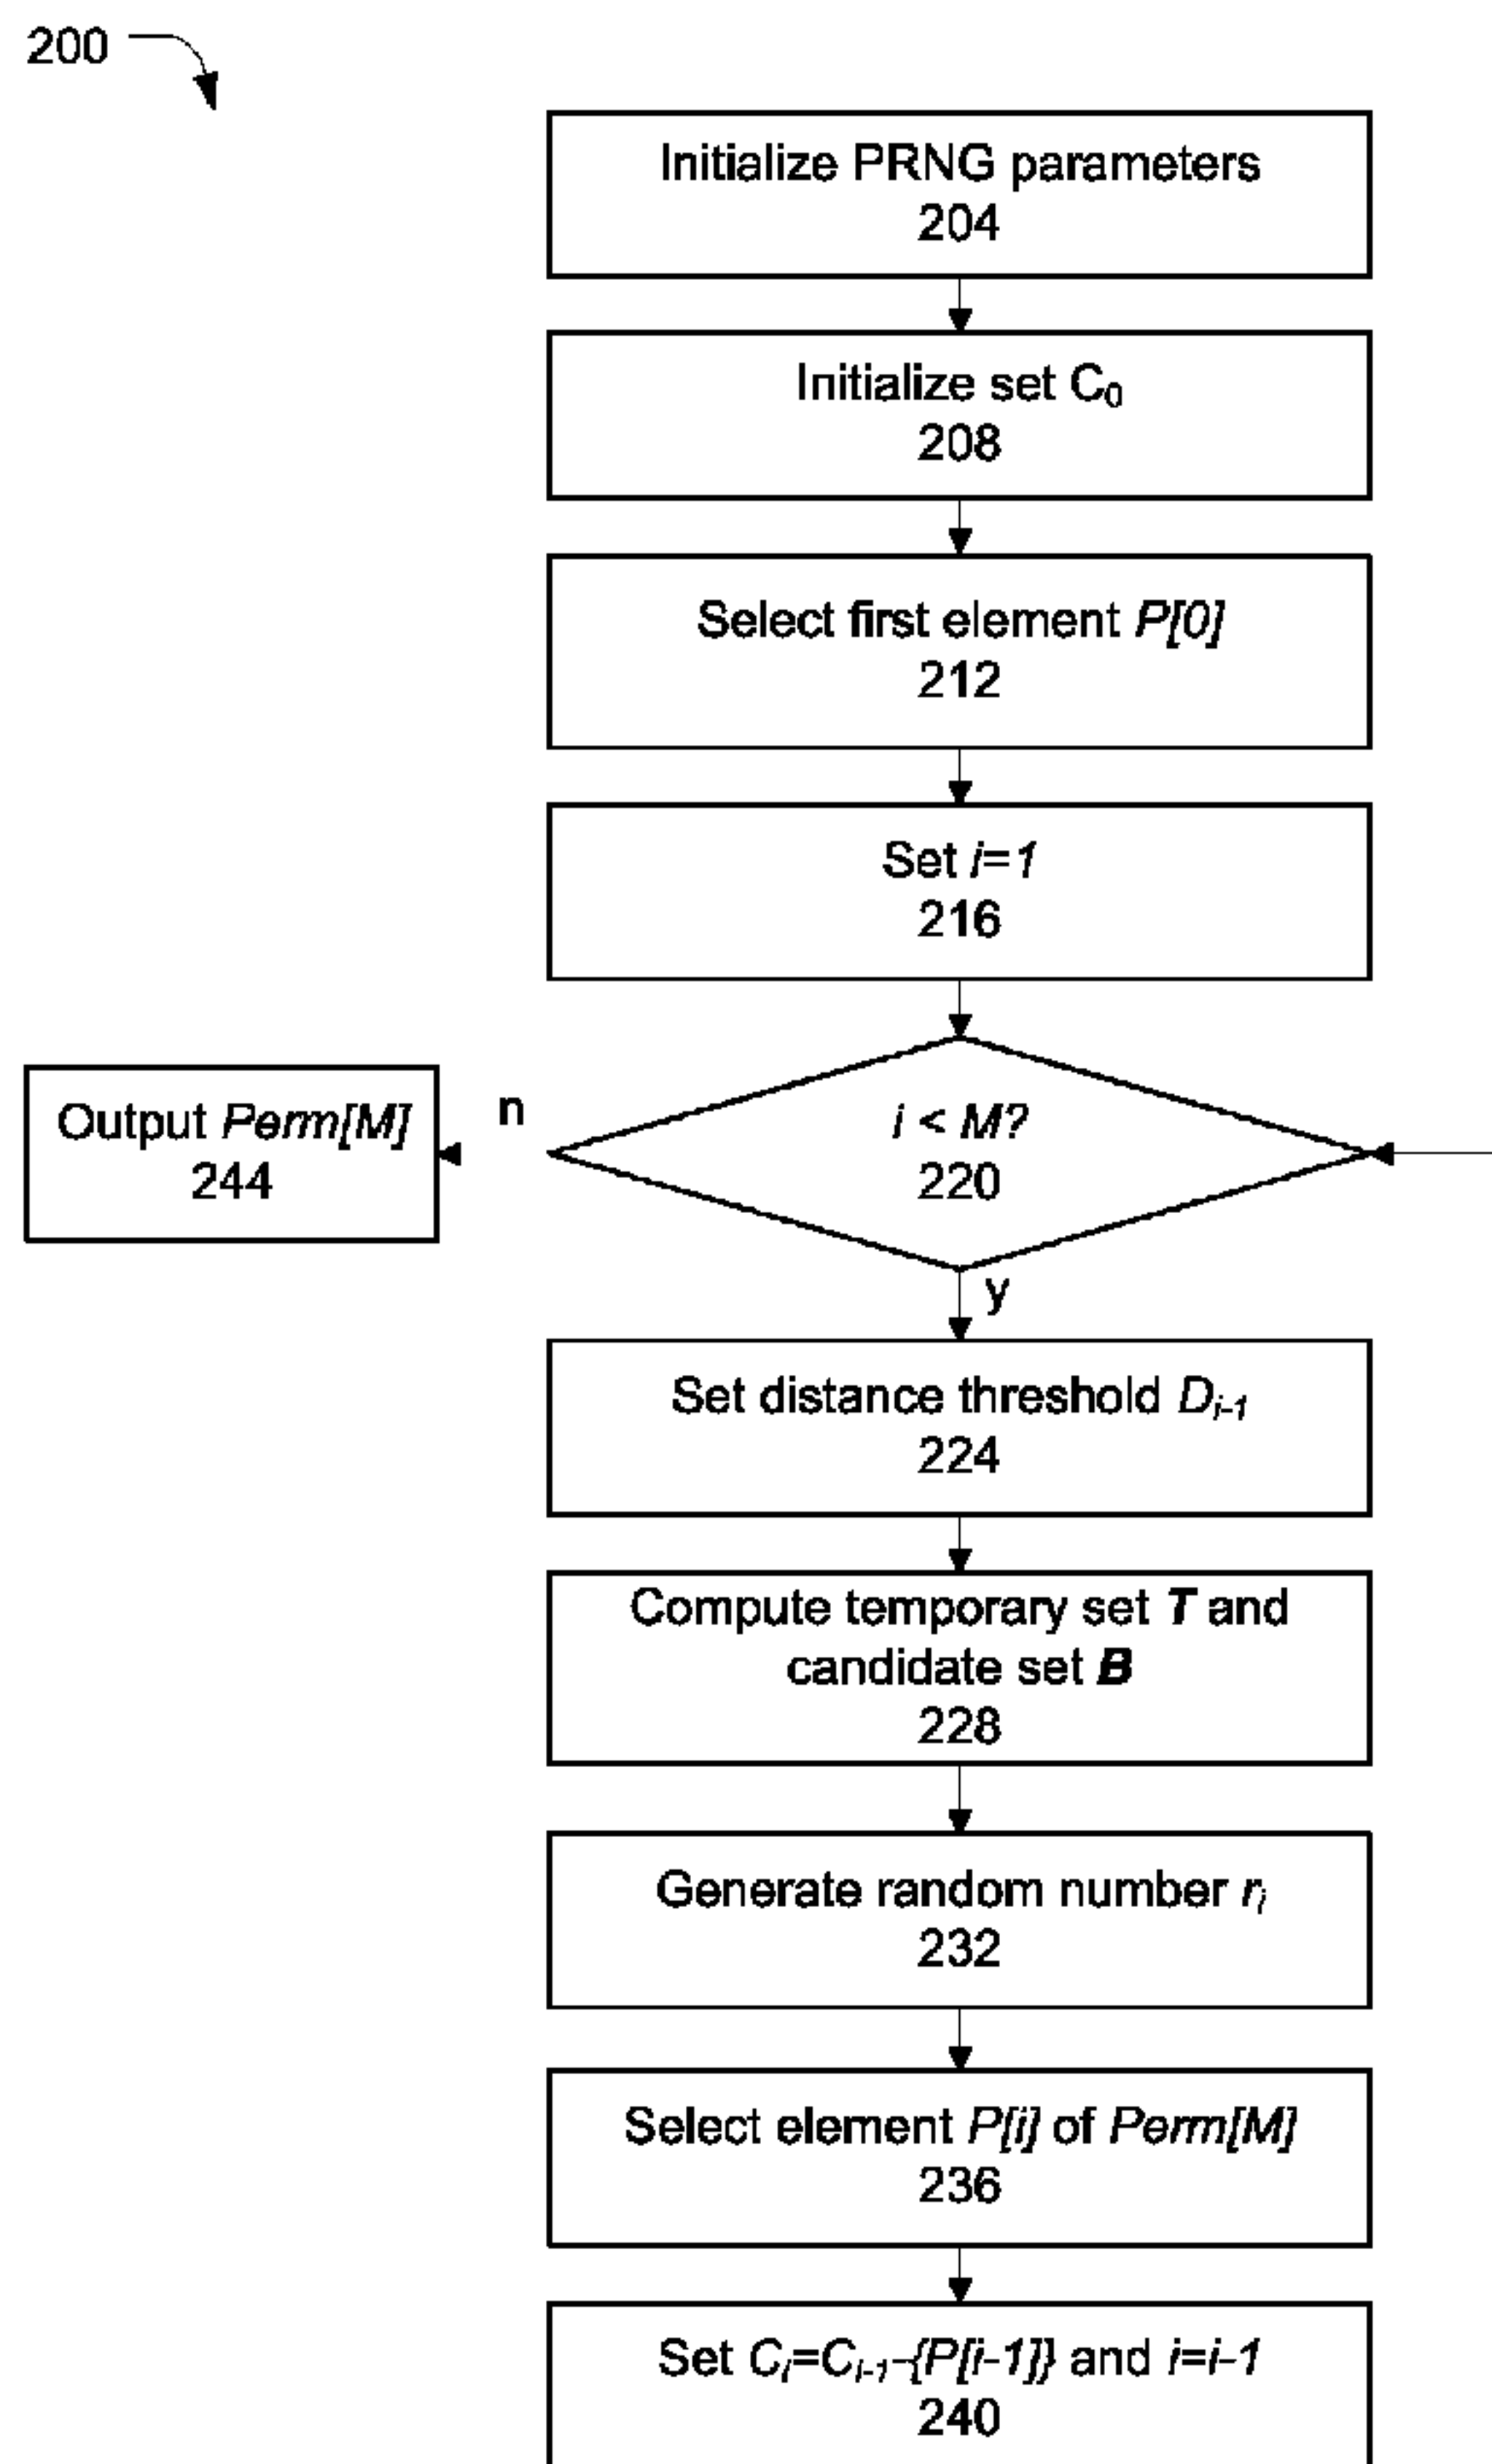 200
Initialize PRNG parameters
204
Initialize set C₀
208
Select first element P[0]
212
Set i=1
216
Output Perm[M]
244
n
i < M?
220
y
Set distance threshold Dᵢ₋₁
224
Compute temporary set T and
candidate set B
228
Generate random number rᵢ
232
Select element P[i] of Perm[M]
236
Set Cᵢ=Cᵢ₋₁-{P[i-1]} and i=i-1
240